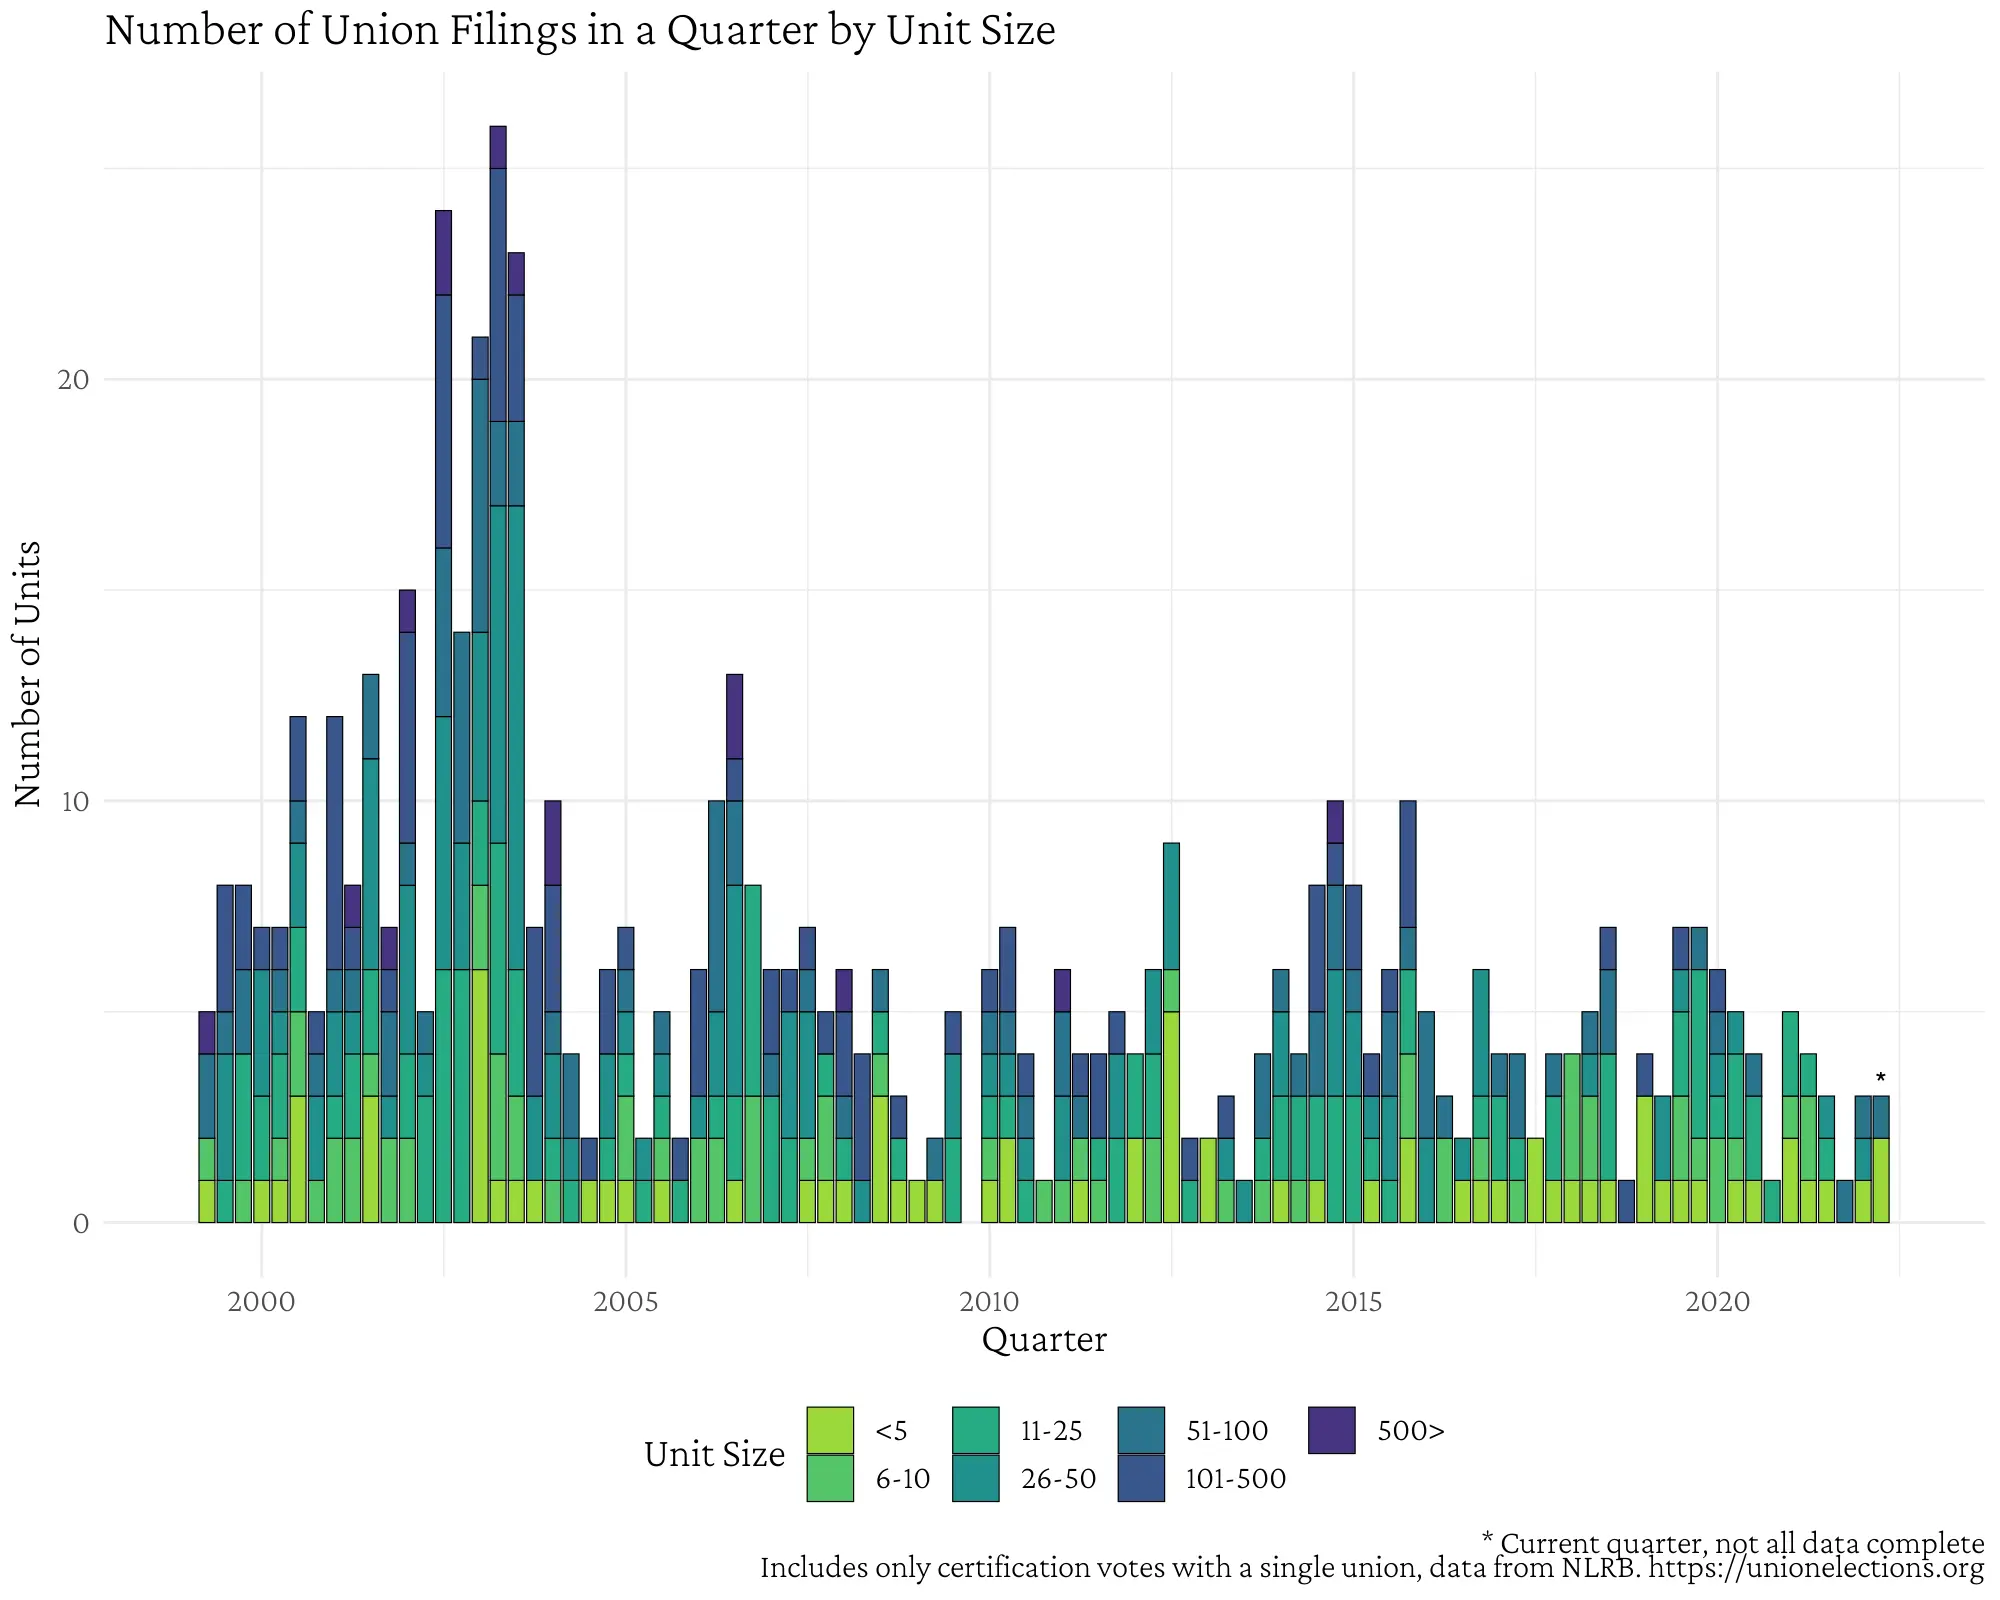 Number of Union Filings in a Quarter by Unit Size
Number of Units
20
10
0
*
2000 2005 2010 2015 2020
Quarter
Unit Size
<5 11-25 51-100 500>
6-10 26-50 101-500
* Current quarter, not all data complete
Includes only certification votes with a single union, data from NLRB. https://unionelections.org